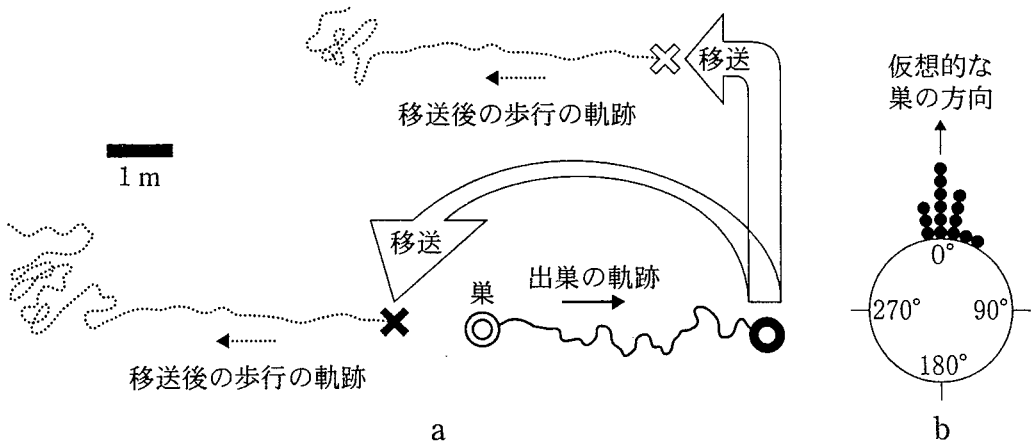 移送
移送後の歩行の軌跡
1 m
移送
巣
出巣の軌跡
移送後の歩行の軌跡
a
仮想的な
巣の方向
0°
270°
90°
180°
b